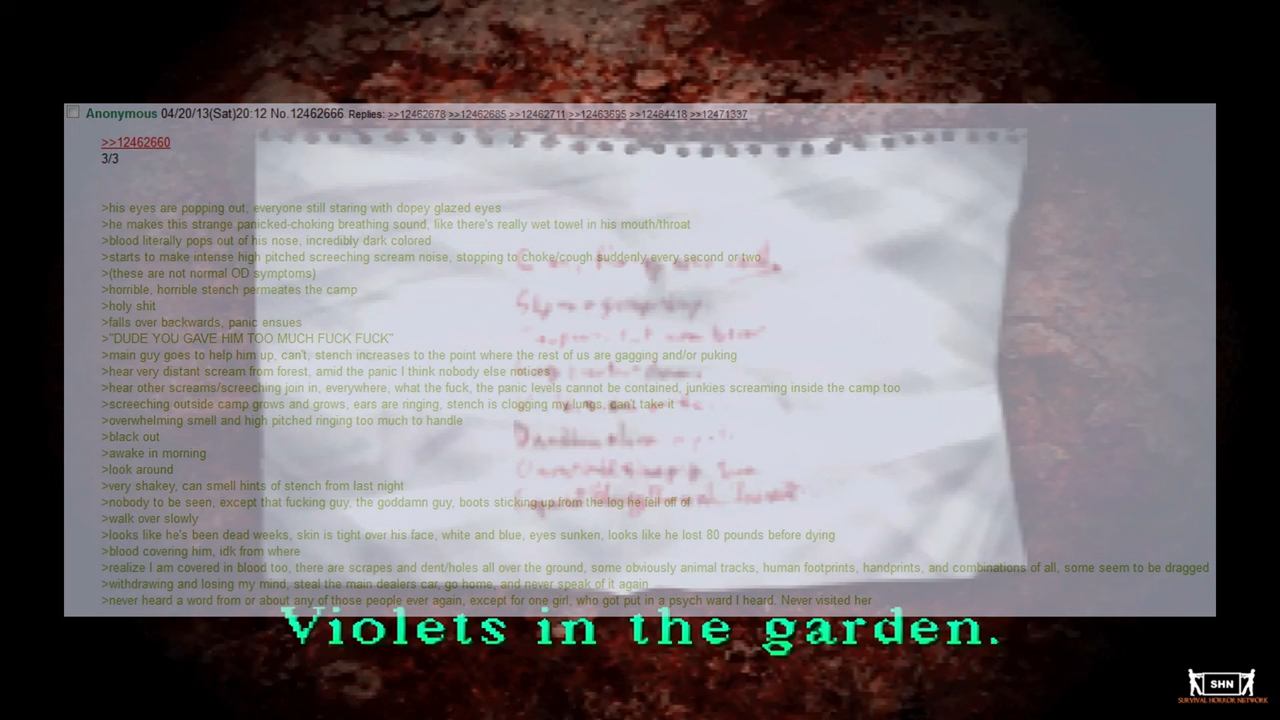 Anonymous 04/20/13(Sat)20:12 No.12462666 Replies: >>12462678 >>12462685 >>12462711 >>12463695 >>12464418 >>12471337
>>12462660
3/3
>his eyes are popping out, everyone still staring with dopey glazed eyes
>he makes this strange panicked-choking breathing sound, like there's really wet towel in his mouth/throat
>blood literally pops out of his nose, incredibly dark colored
>starts to make intense high pitched screeching scream noise, stopping to choke/cough suddenly every second or two
>(these are not normal OD symptoms)
>horrible, horrible stench permeates the camp
>holy shit
>falls over backwards, panic ensues
>"DUDE YOU GAVE HIM TOO MUCH FUCK FUCK"
>main guy goes to help him up, can't, stench increases to the point where the rest of us are gagging and/or puking
>hear very distant scream from forest, amid the panic I think nobody else notices
>hear other screams/screeching join in, everywhere, what the fuck, the panic levels cannot be contained, junkies screaming inside the camp too
>screeching outside camp grows and grows, ears are ringing, stench is clogging my lungs, can't take it
>overwhelming smell and high pitched ringing too much to handle
>black out
>awake in morning
>look around
>very shakey, can smell hints of stench from last night
>nobody to be seen, except that fucking guy, the goddamn guy, boots sticking up from the log he fell off of
>walk over slowly
>looks like he's been dead weeks, skin is tight over his face, white and blue, eyes sunken, looks like he lost 80 pounds before dying
>blood covering him, idk from where
>realize I am covered in blood too, there are scrapes and dent/holes all over the ground, some obviously animal tracks, human footprints, handprints, and combinations of all, some seem to be dragged
>withdrawing and losing my mind, steal the main dealers car, go home, and never speak of it again
>never heard a word from or about any of those people ever again, except for one girl, who got put in a psych ward I heard. Never visited her
Violets in the garden.
SHN
SURVIVAL HORROR NETWORK